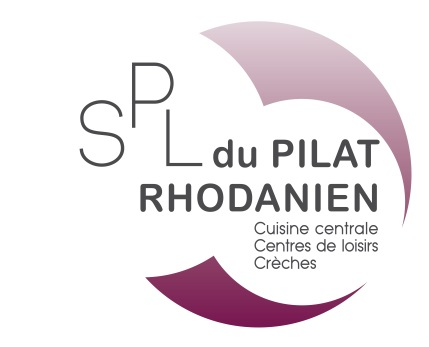 SPL du PILAT
RHODANIEN
Cuisine centrale
Centres de loisirs
Crèches